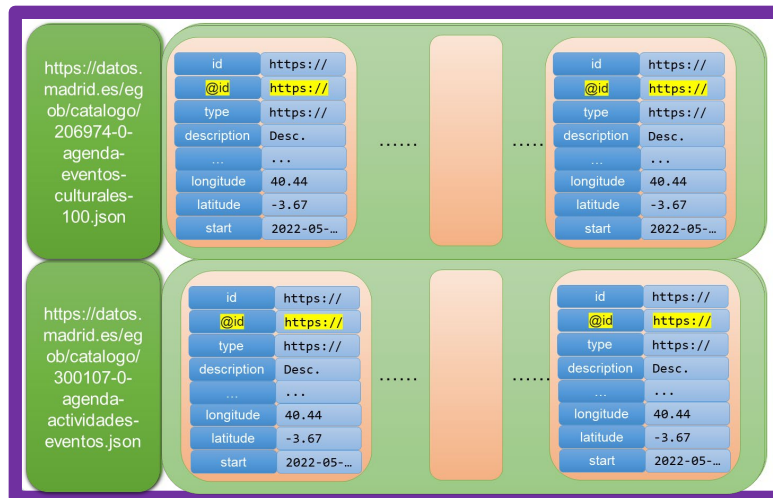 https://datos.
madrid.es/eg
ob/catalogo/
206974-0-
agenda-
eventos-
culturales-
100.json
id https://
@id https://
type https://
description Desc.
... ...
longitude 40.44
latitude -3.67
start 2022-05-…
......
......
id https://
@id https://
type https://
description Desc.
... ...
longitude 40.44
latitude -3.67
start 2022-05-…
https://datos.
madrid.es/eg
ob/catalogo/
300107-0-
agenda-
actividades-
eventos.json
id https://
@id https://
type https://
description Desc.
... ...
longitude 40.44
latitude -3.67
start 2022-05-…
......
......
id https://
@id https://
type https://
description Desc.
... ...
longitude 40.44
latitude -3.67
start 2022-05-…